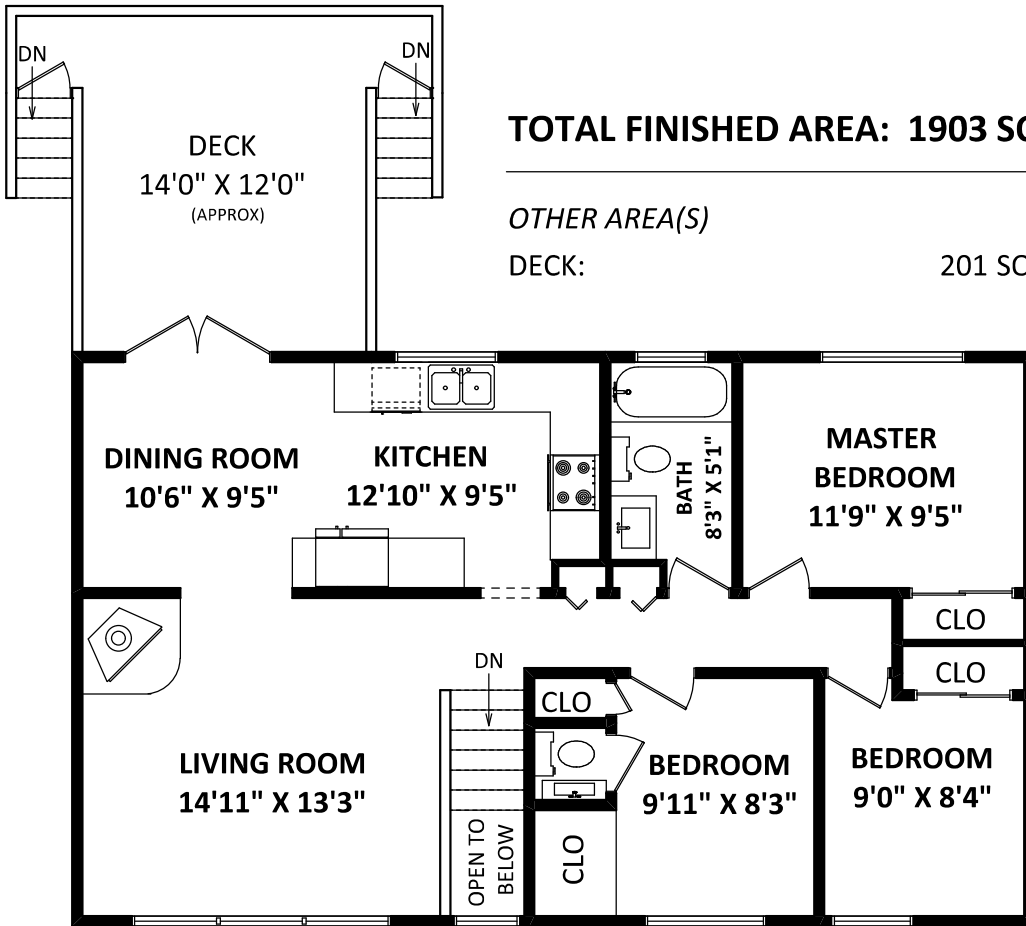 DN
DN
DECK
14'0" X 12'0"
(APPROX)
TOTAL FINISHED AREA: 1903
OTHER AREA(S)
DECK: 201
DINING ROOM
10'6" X 9'5"
KITCHEN
12'10" X 9'5"
BATH
8'3" X 5'1"
MASTER
BEDROOM
11'9" X 9'5"
CLO
CLO
DN
CLO
LIVING ROOM
14'11" X 13'3"
BEDROOM
9'11" X 8'3"
BEDROOM
9'0" X 8'4"
OPEN TO
BELOW
CLO